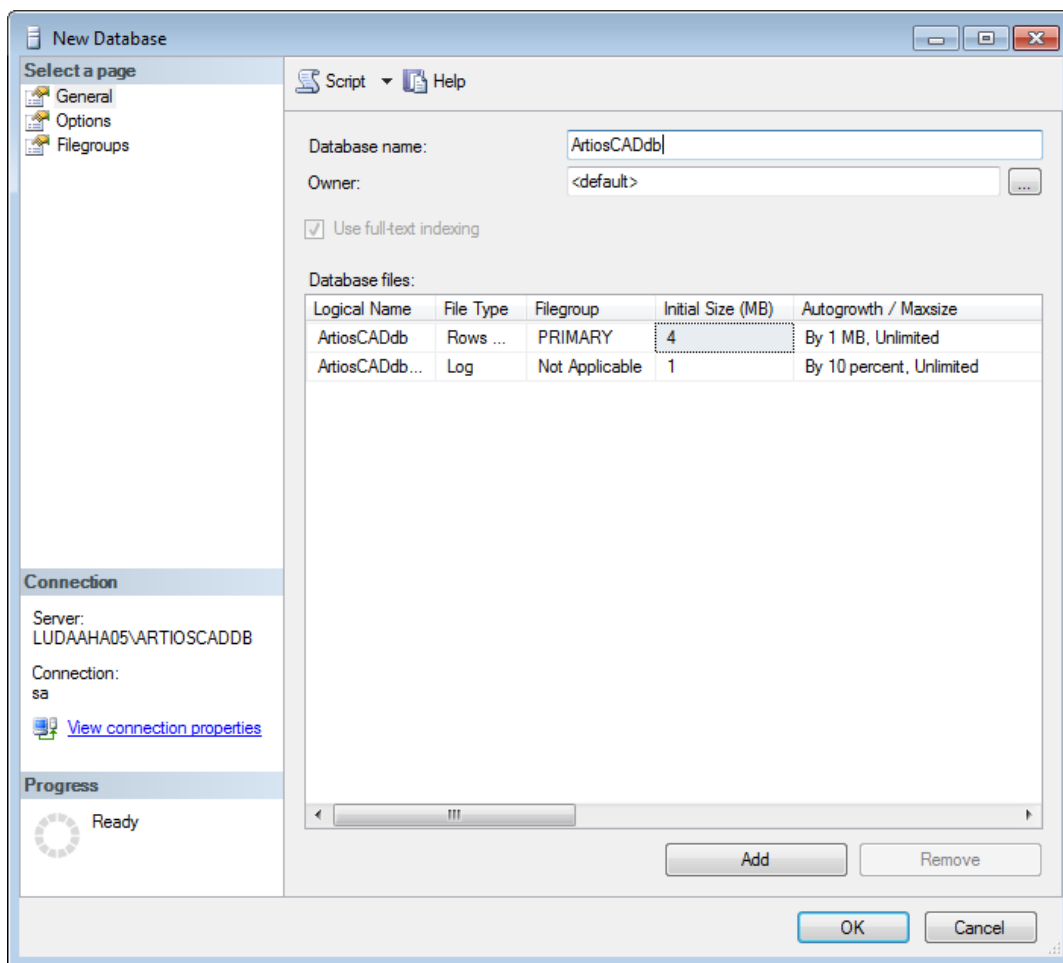 New Database
Select a page
General
Options
Filegroups
Script Help
Database name: ArtiosCADdb
Owner: <default> ...
Use full-text indexing
Database files:
Logical Name File Type Filegroup Initial Size (MB) Autogrowth / Maxsize
ArtiosCADdb Rows ... PRIMARY 4 By 1 MB, Unlimited
ArtiosCADdb... Log Not Applicable 1 By 10 percent, Unlimited
Connection
Server:
LUDAAHA05\ARTIOSCADDB
Connection:
sa
View connection properties
Progress
Ready
Add Remove
OK Cancel